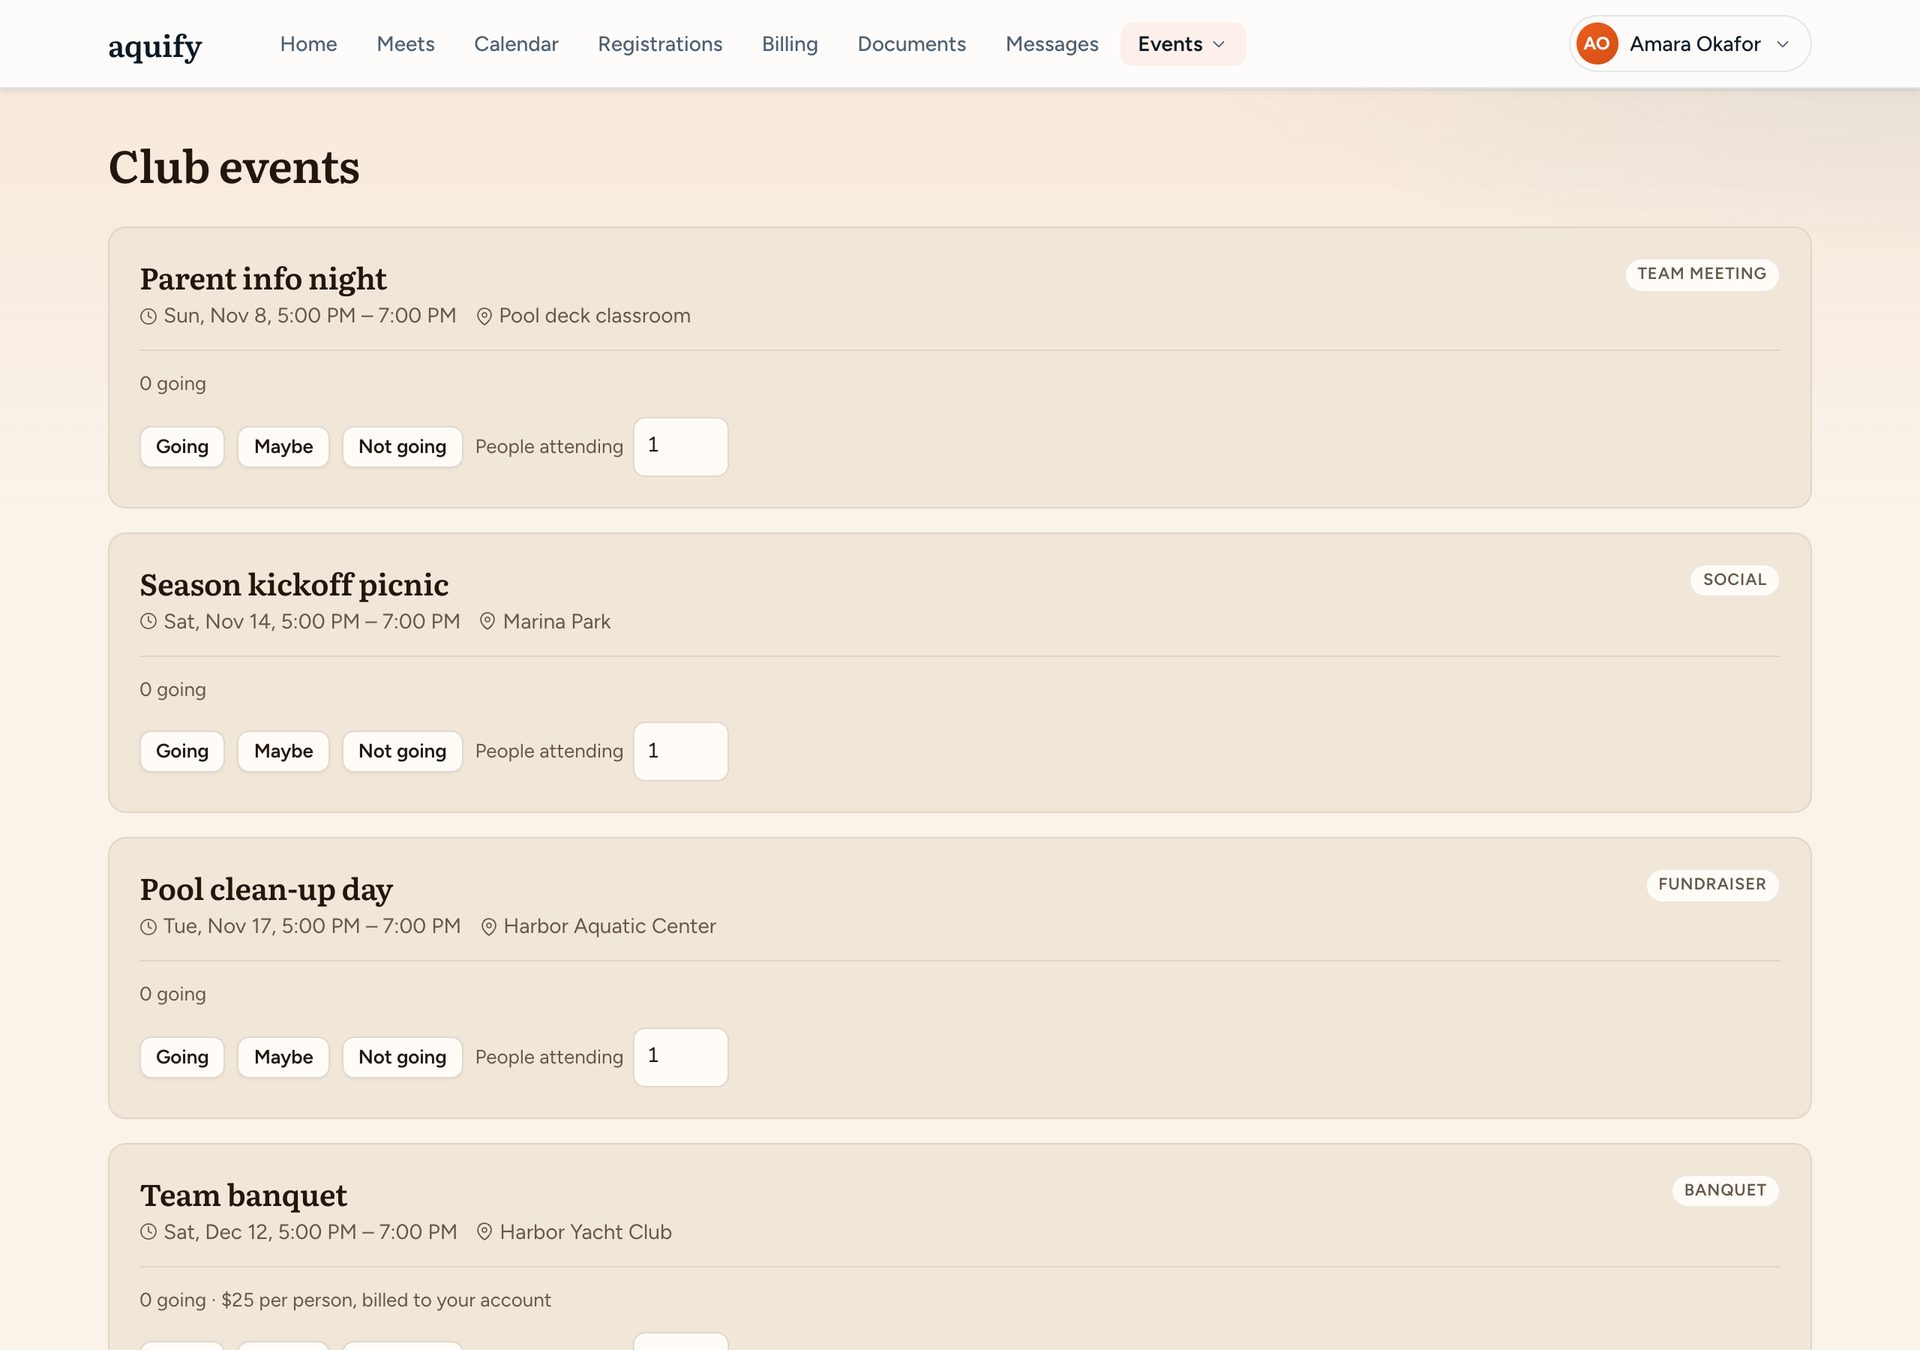 aquify Home Meets Calendar Registrations Billing Documents Messages Events AO Amara Okafor
Club events
Parent info night TEAM MEETING
Sun, Nov 8, 5:00 PM – 7:00 PM Pool deck classroom
0 going
Going Maybe Not going People attending 1
Season kickoff picnic SOCIAL
Sat, Nov 14, 5:00 PM – 7:00 PM Marina Park
0 going
Going Maybe Not going People attending 1
Pool clean-up day FUNDRAISER
Tue, Nov 17, 5:00 PM – 7:00 PM Harbor Aquatic Center
0 going
Going Maybe Not going People attending 1
Team banquet BANQUET
Sat, Dec 12, 5:00 PM – 7:00 PM Harbor Yacht Club
0 going · $25 per person, billed to your account